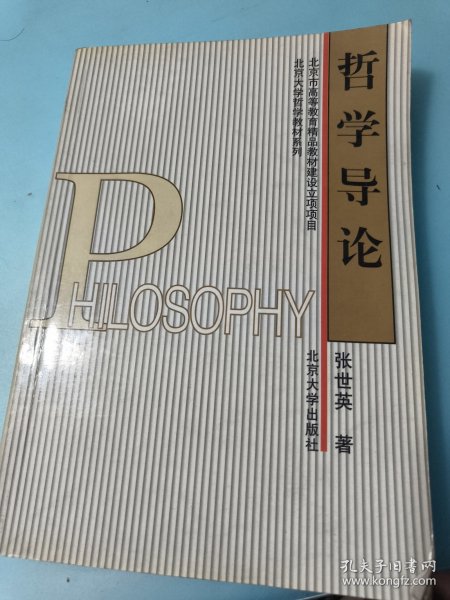 哲学导论
北京市高等教育精品教材建设立项项目
北京大学哲学教材系列
PHILOSOPHY
张世英 著
北京大学出版社
孔夫子旧书网
www.kongfz.com